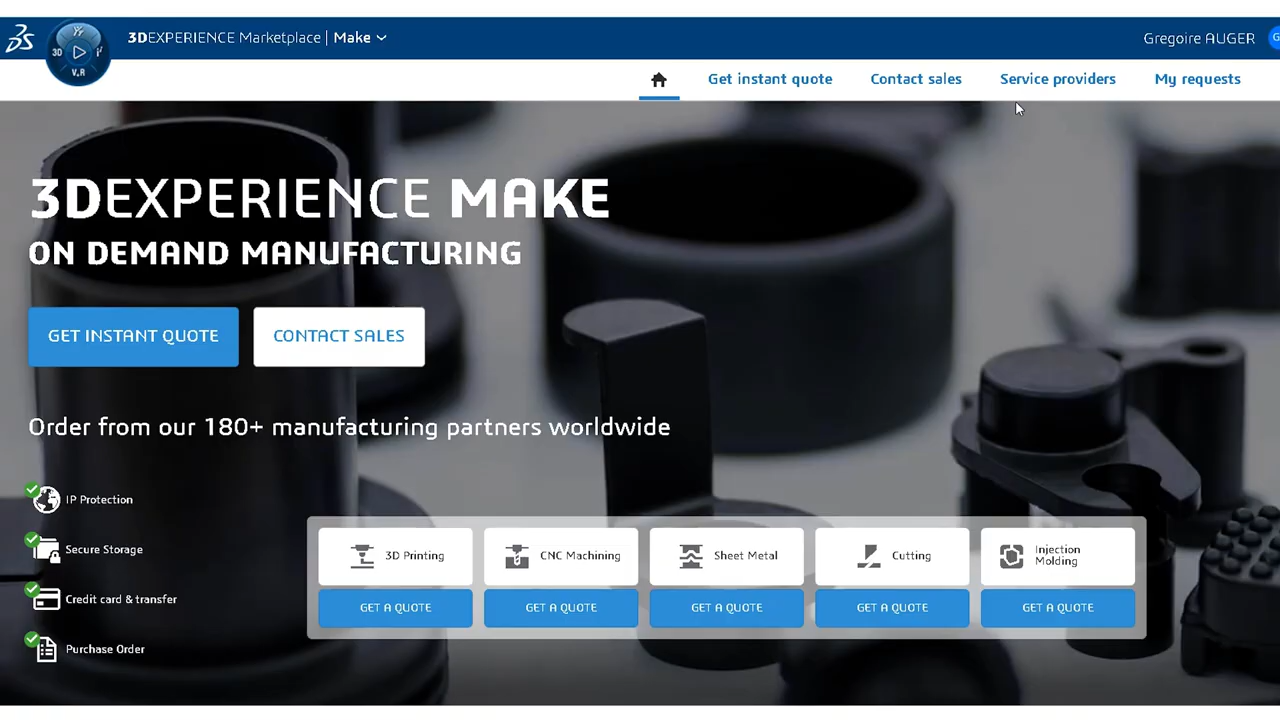 3DEXPERIENCE Marketplace | Make
Gregoire AUGER
G
3D
V.R
Get instant quote
Contact sales
Service providers
My requests
3DEXPERIENCE MAKE
ON DEMAND MANUFACTURING
GET INSTANT QUOTE
CONTACT SALES
Order from our 180+ manufacturing partners worldwide
IP Protection
Secure Storage
Credit card & transfer
Purchase Order
3D Printing
CNC Machining
Sheet Metal
Cutting
Injection
Molding
GET A QUOTE
GET A QUOTE
GET A QUOTE
GET A QUOTE
GET A QUOTE